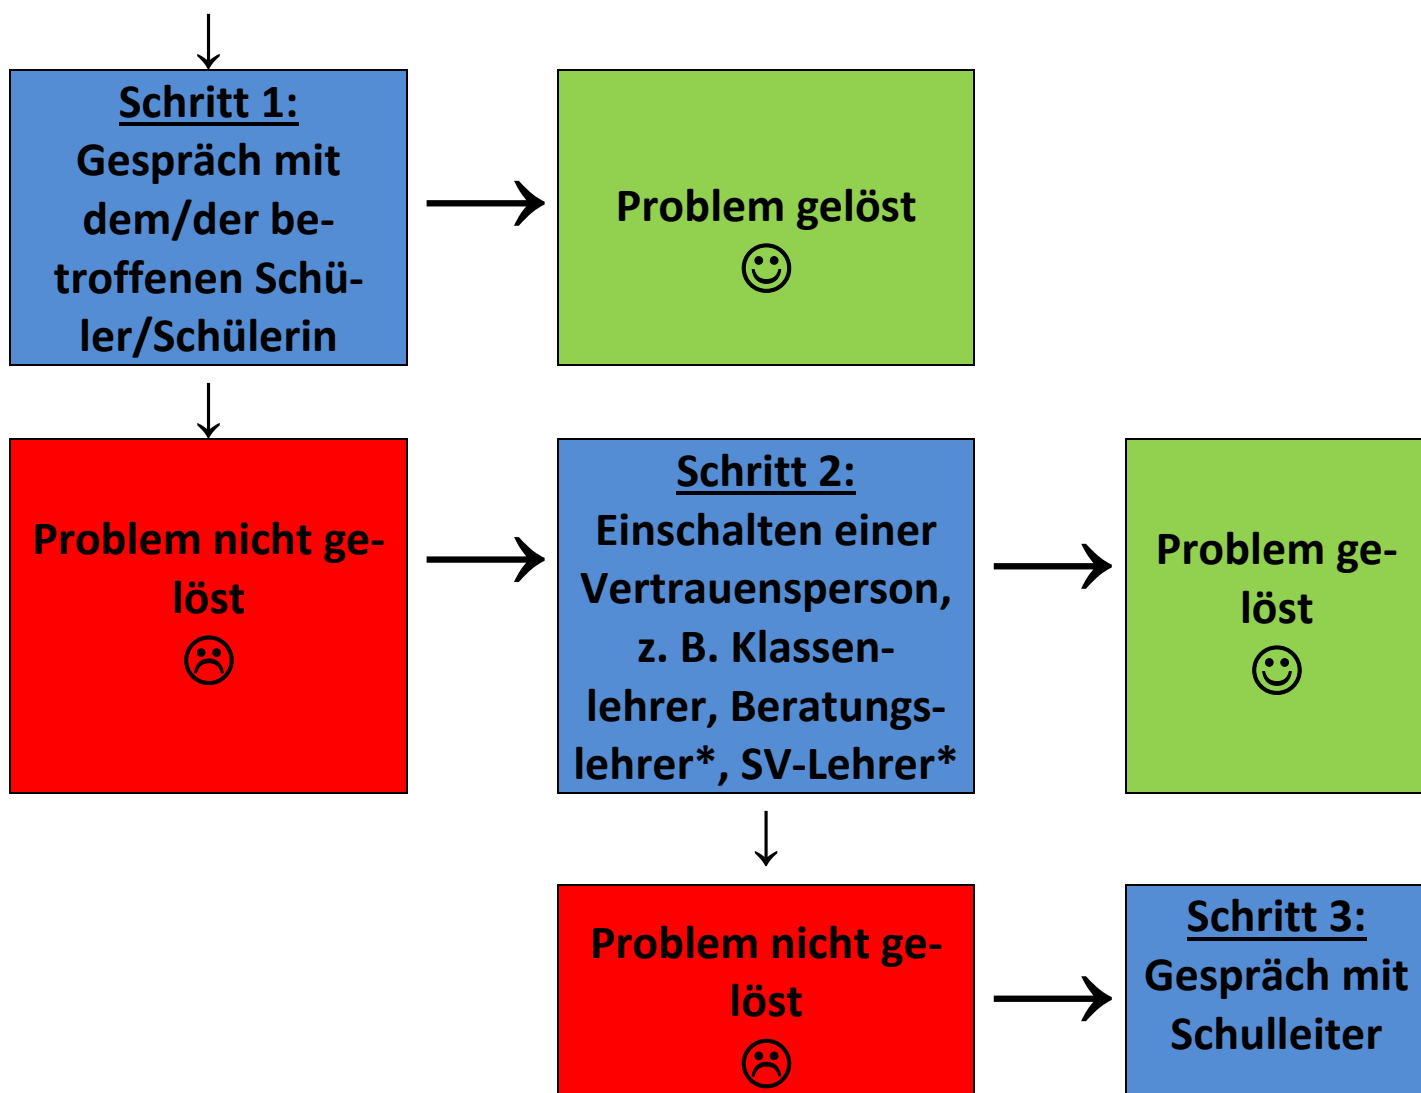 Schritt 1:
Gespräch mit
dem/der be-
troffenen Schü-
ler/Schülerin
Problem gelöst
Problem nicht ge-
löst
Schritt 2:
Einschalten einer
Vertrauensperson,
z. B. Klassen-
lehrer, Beratungs-
lehrer*, SV-Lehrer*
Problem ge-
löst
Problem nicht ge-
löst
Schritt 3:
Gespräch mit
Schulleiter